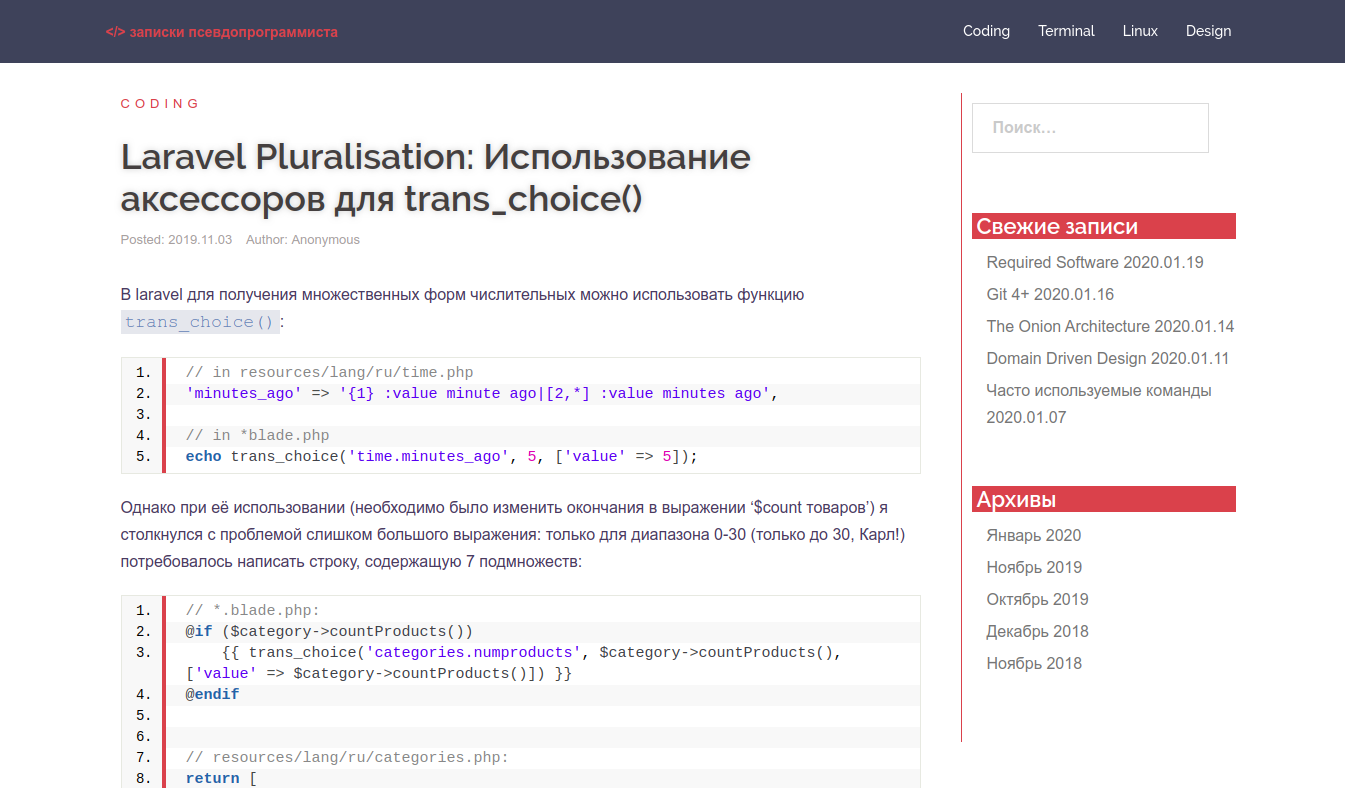 </> записки псевдопрограммиста
Coding Terminal Linux Design
CODING
Laravel Pluralisation: Использование
аксессоров для trans_choice()
Posted: 2019.11.03 Author: Anonymous
В laravel для получения множественных форм числительных можно использовать функцию
trans_choice():
1. // in resources/lang/ru/time.php
2. 'minutes_ago' => '{1} :value minute ago|[2,*] :value minutes ago',
3.
4. // in *blade.php
5. echo trans_choice('time.minutes_ago', 5, ['value' => 5]);
Однако при её использовании (необходимо было изменить окончания в выражении ‘$count товаров’) я
столкнулся с проблемой слишком большого выражения: только для диапазона 0-30 (только до 30, Карл!)
потребовалось написать строку, содержащую 7 подмножеств:
1. // *.blade.php:
2. @if ($category->countProducts())
3. {{ trans_choice('categories.numproducts', $category->countProducts(),
['value' => $category->countProducts()]) }}
4. @endif
5.
6.
7. // resources/lang/ru/categories.php:
8. return [
Поиск…
Свежие записи
Required Software 2020.01.19
Git 4+ 2020.01.16
The Onion Architecture 2020.01.14
Domain Driven Design 2020.01.11
Часто используемые команды
2020.01.07
Архивы
Январь 2020
Ноябрь 2019
Октябрь 2019
Декабрь 2018
Ноябрь 2018